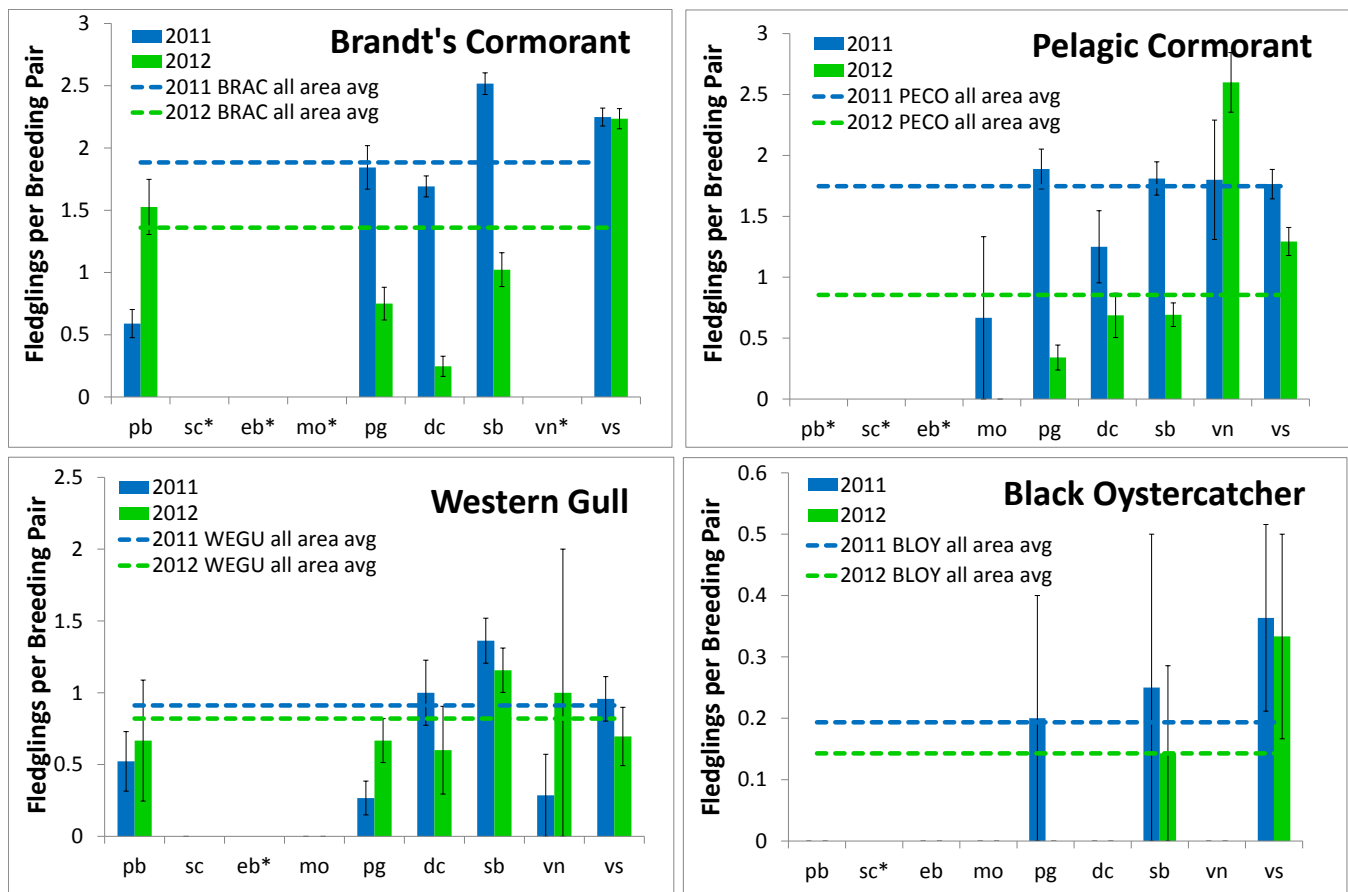 Brandt's Cormorant
2011
2012
2011 BRAC all area avg
2012 BRAC all area avg
Fledglings per Breeding Pair
3
2.5
2
1.5
1
0.5
0
pb sc* eb* mo* pg dc sb vn* vs
Pelagic Cormorant
2011
2012
2011 PECO all area avg
2012 PECO all area avg
Fledglings per Breeding Pair
3
2.5
2
1.5
1
0.5
0
pb* sc* eb* mo pg dc sb vn vs
Western Gull
2011
2012
2011 WEGU all area avg
2012 WEGU all area avg
Fledglings per Breeding Pair
2.5
2
1.5
1
0.5
0
pb sc eb* mo pg dc sb vn vs
Black Oystercatcher
2011
2012
2011 BLOY all area avg
2012 BLOY all area avg
Fledglings per Breeding Pair
0.6
0.5
0.4
0.3
0.2
0.1
0
pb sc* eb mo pg dc sb vn vs